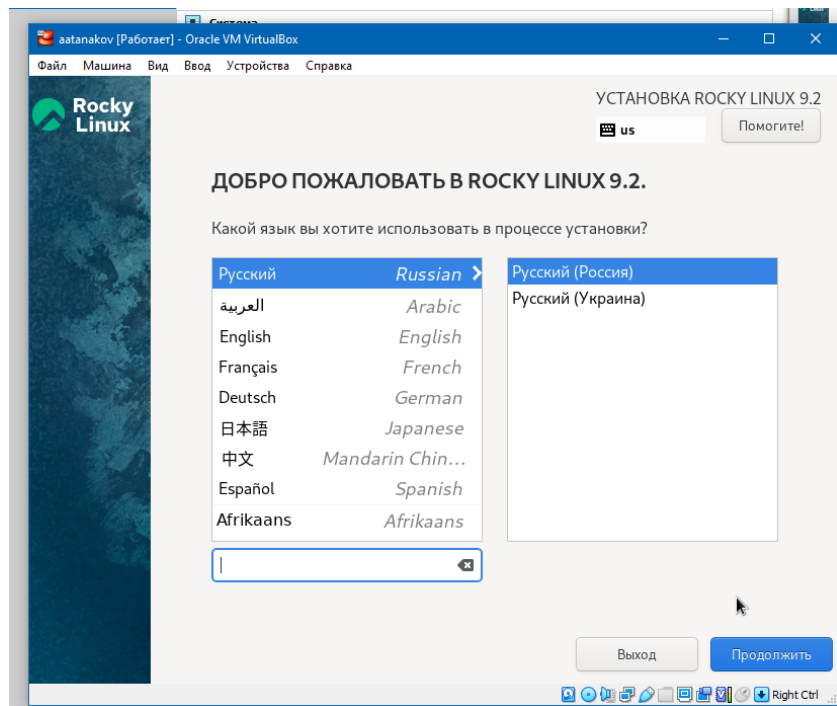 Система
aatanakov [Работает] - Oracle VM VirtualBox
Файл Машина Вид Ввод Устройства Справка
Rocky Linux
УСТАНОВКА ROCKY LINUX 9.2
us
Помогите!
ДОБРО ПОЖАЛОВАТЬ В ROCKY LINUX 9.2.
Какой язык вы хотите использовать в процессе установки?
Русский Russian
العربية Arabic
English English
Français French
Deutsch German
日本語 Japanese
中文 Mandarin Chin...
Español Spanish
Afrikaans Afrikaans
Русский (Россия)
Русский (Украина)
Выход
Продолжить
Right Ctrl